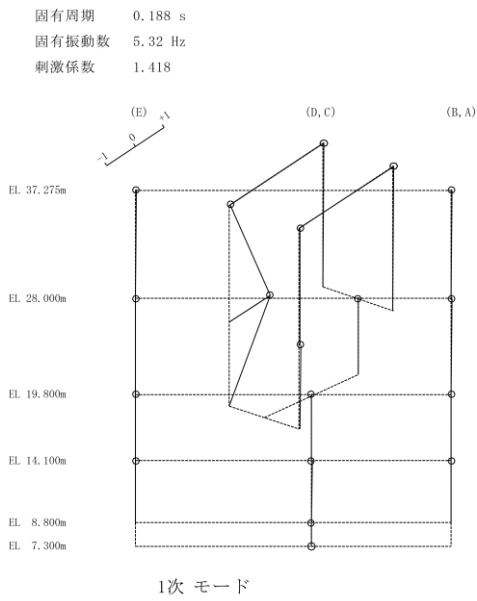 固有周期 0.188 s
固有振動数 5.32 Hz
刺激係数 1.418
(E) (D,C) (B,A)
-1 0 +1
EL 37.275m
EL 28.000m
EL 19.800m
EL 14.100m
EL 8.800m
EL 7.300m
1次 モード